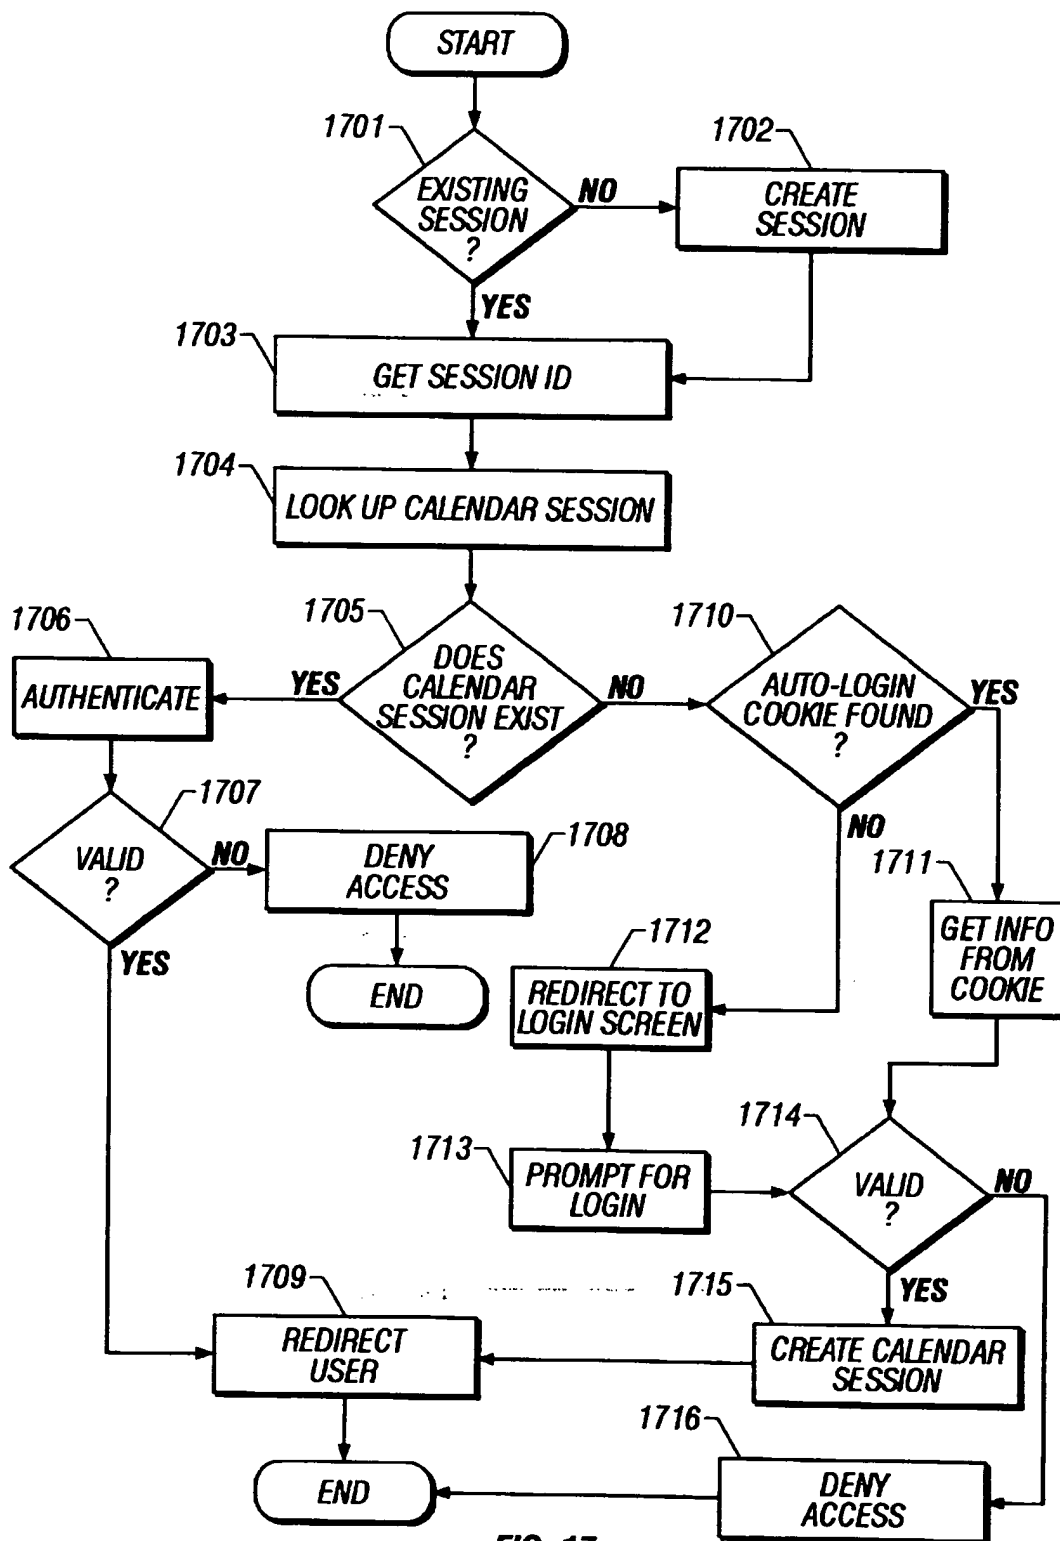 START
1701
1702
EXISTING
SESSION
?
NO
CREATE
SESSION
YES
1703
GET SESSION ID
1704
LOOK UP CALENDAR SESSION
1705
1706
1710
DOES
CALENDAR
SESSION EXIST
?
YES
NO
AUTHENTICATE
AUTO-LOGIN
COOKIE FOUND
?
YES
NO
1707
VALID
?
NO
YES
1708
DENY
ACCESS
END
1711
GET INFO
FROM
COOKIE
1712
REDIRECT TO
LOGIN SCREEN
1713
PROMPT FOR
LOGIN
1714
VALID
?
NO
YES
1709
REDIRECT
USER
1715
CREATE CALENDAR
SESSION
1716
DENY
ACCESS
END
FIG. 17